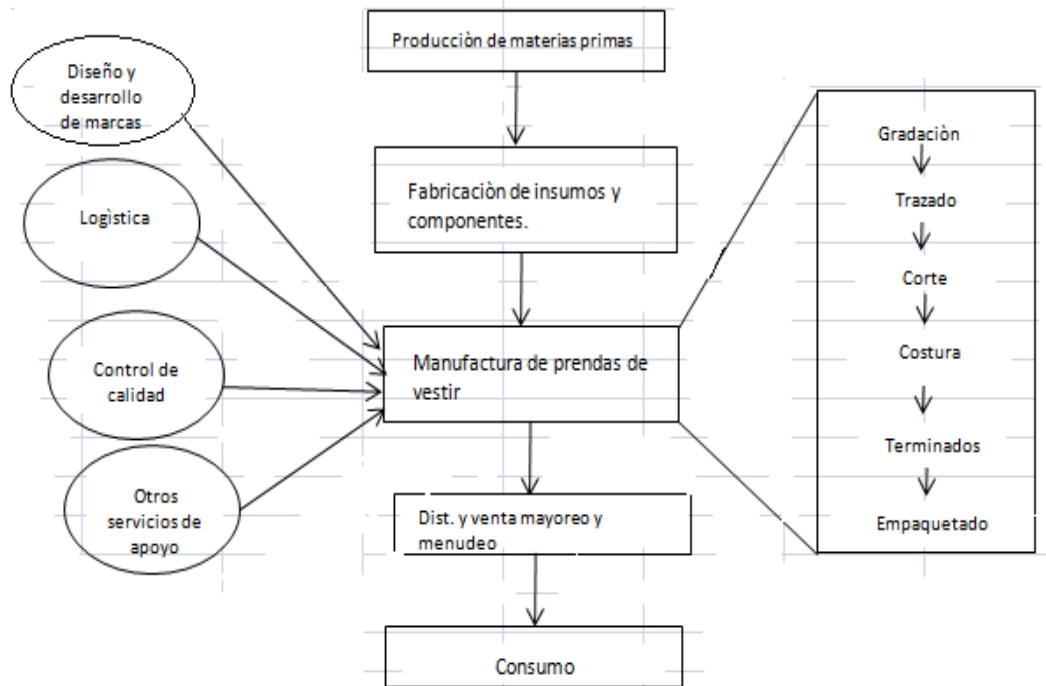 Producciòn de materias primas
Diseño y
desarrollo
de marcas
Fabricaciòn de insumos y
componentes.
Logìstica
Manufactura de prendas de
vestir
Control de
calidad
Otros
servicios de
apoyo
Dist. y venta mayoreo y
menudeo
Consumo
Gradaciòn
Trazado
Corte
Costura
Terminados
Empaquetado